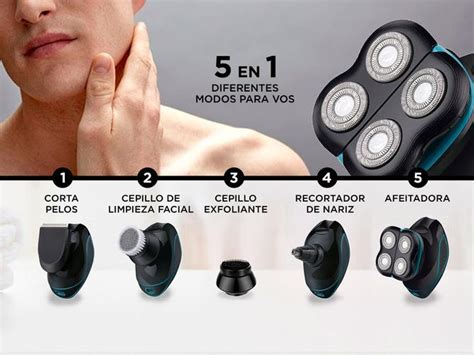 5 EN 1
DIFERENTES
MODOS PARA VOS
1
CORTA
PELOS
2
CEPILLO DE
LIMPIEZA FACIAL
3
CEPILLO
EXFOLIANTE
4
RECORTADOR
DE NARIZ
5
AFEITADORA